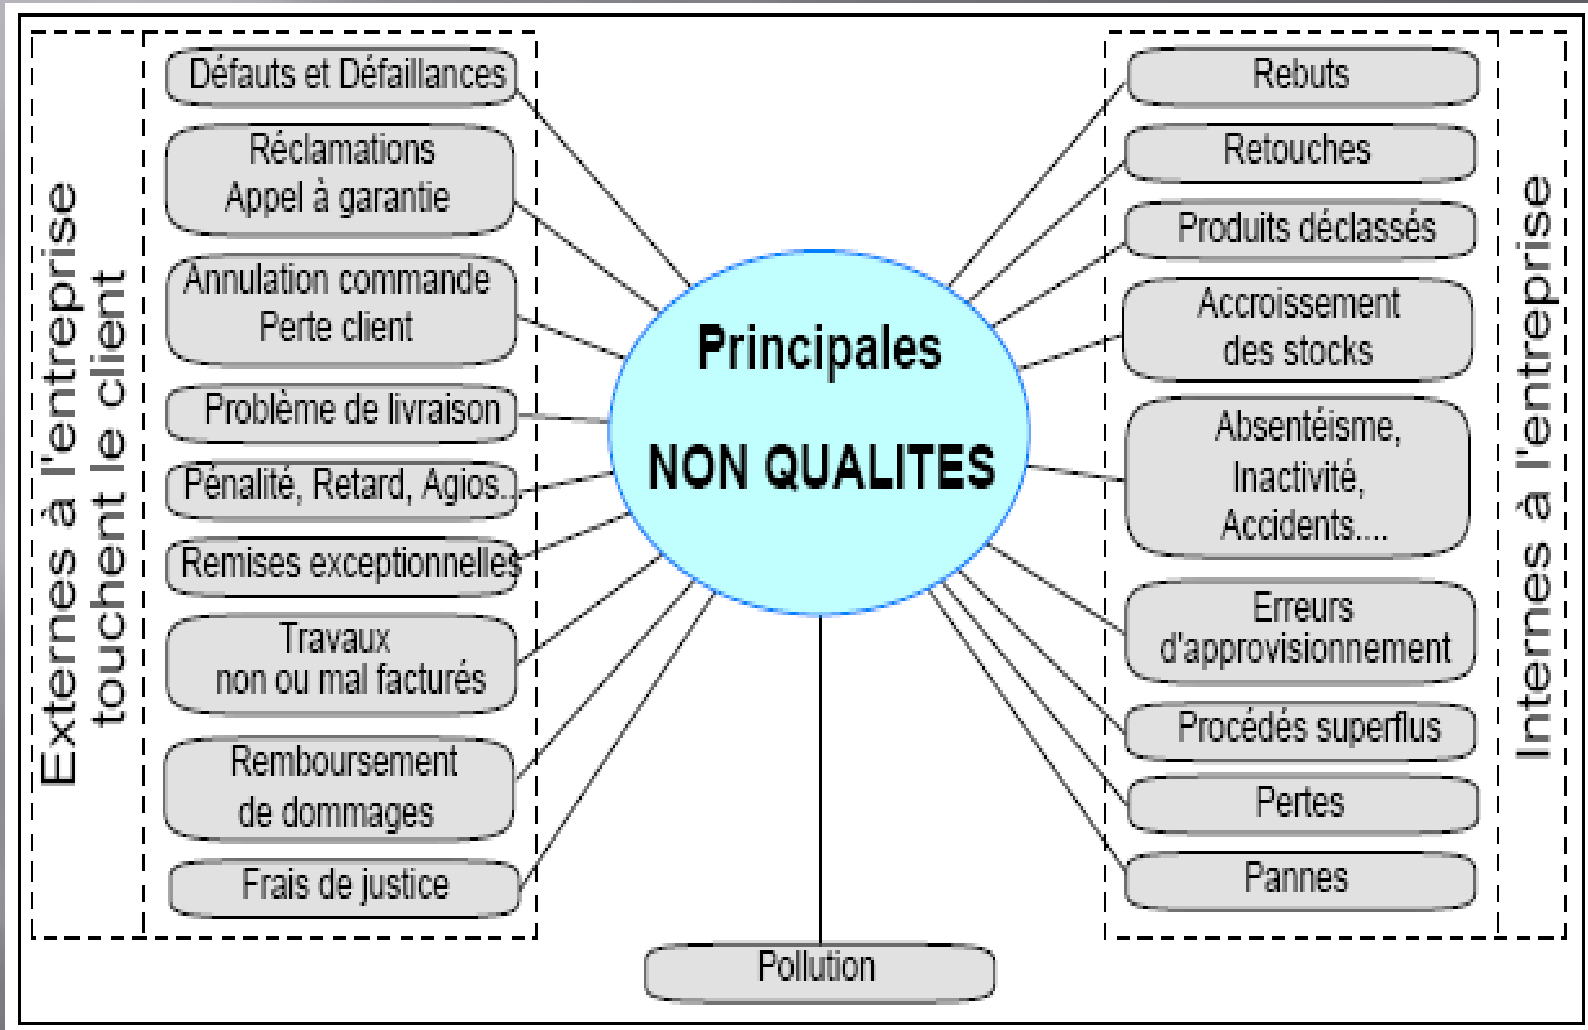 Externes à l'entreprise
touchent le client
Défauts et Défaillances
Réclamations
Appel à garantie
Annulation commande
Perte client
Problème de livraison
Pénalité, Retard, Agios...
Remises exceptionnelles
Travaux
non ou mal facturés
Remboursement
de dommages
Frais de justice
Principales
NON QUALITES
Pollution
Rebuts
Retouches
Produits déclassés
Accroissement
des stocks
Absentéisme,
Inactivité,
Accidents....
Erreurs
d'approvisionnement
Procédés superflus
Pertes
Pannes
Internes à l'entreprise